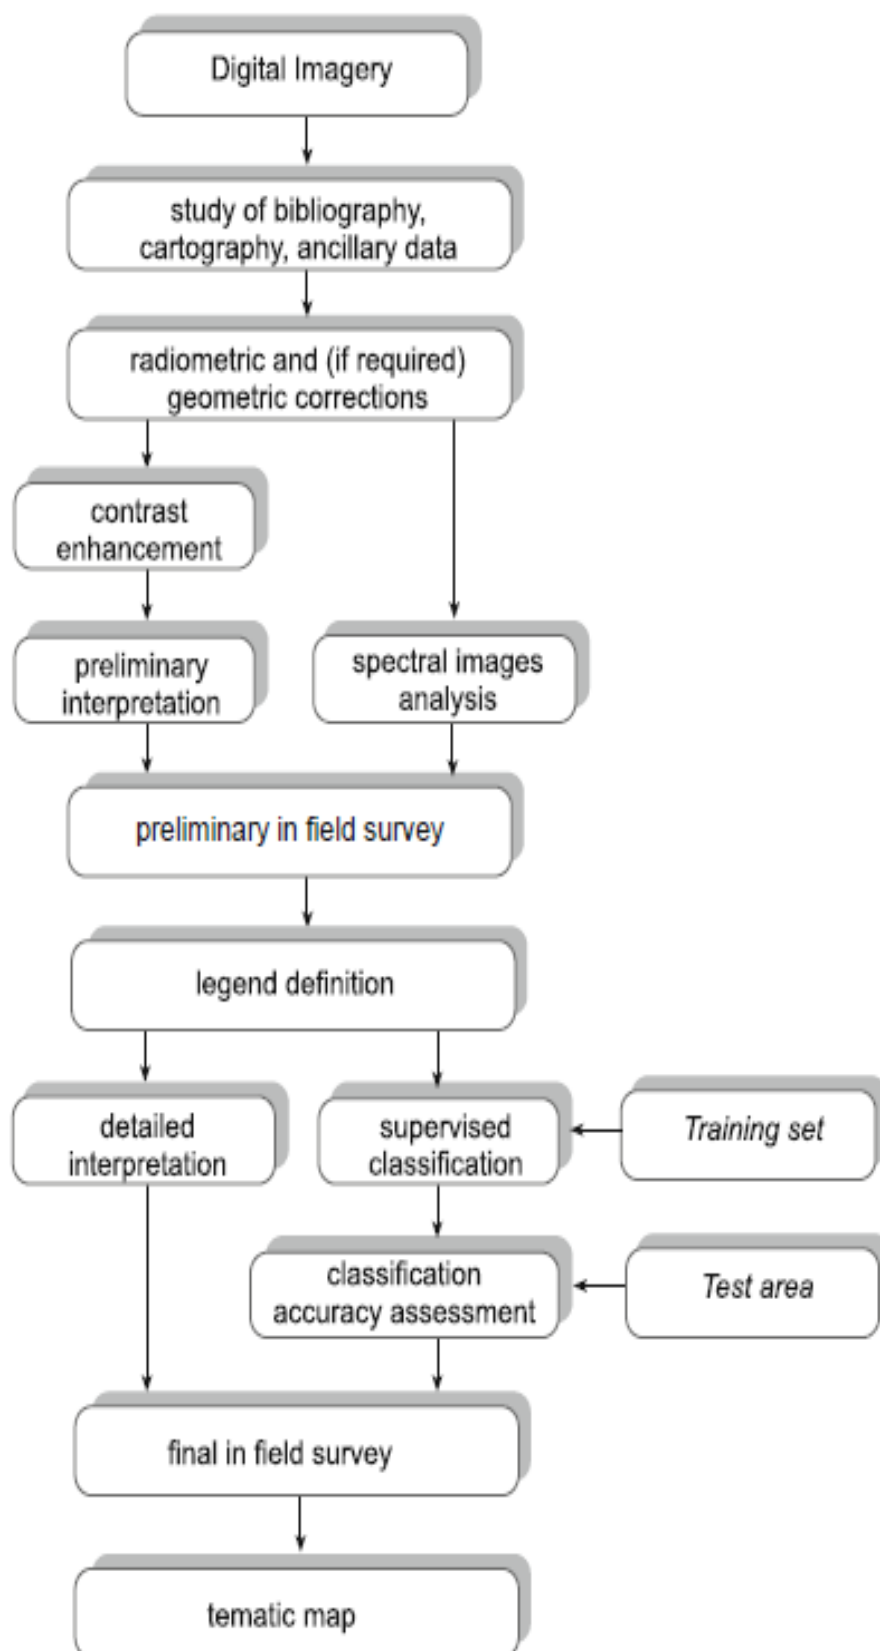 Digital Imagery
study of bibliography,
cartography, ancillary data
radiometric and (if required)
geometric corrections
contrast
enhancement
preliminary
interpretation
spectral images
analysis
preliminary in field survey
legend definition
detailed
interpretation
supervised
classification
Training set
classification
accuracy assessment
Test area
final in field survey
tematic map